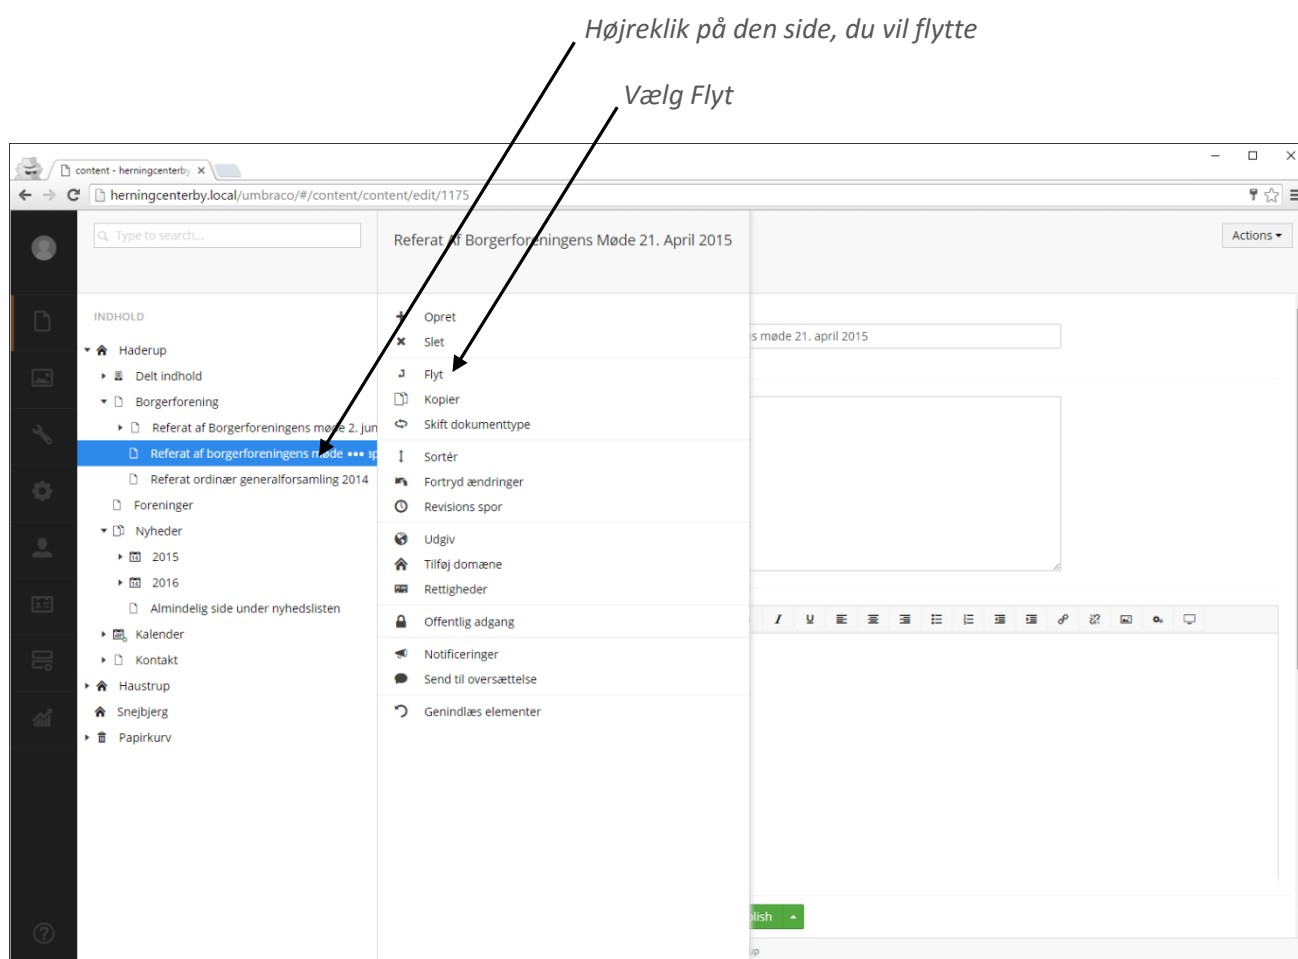 Højreklik på den side, du vil flytte
Vælg Flyt
content - herningcenterby
herningcenterby.local/umbraco/#/content/content/edit/1175
Type to search...
Referat Af Borgerforeningens Møde 21. April 2015
Actions
INDHOLD
Haderup
Delt indhold
Borgerforening
Referat af Borgerforeningens møde 2. jun
Referat af borgerforeningens møde ••• ap
Referat ordinær generalforsamling 2014
Foreninger
Nyheder
2015
2016
Almindelig side under nyhedslisten
Kalender
Kontakt
Haustrup
Snejbjerg
Papirkurv
Opret
Slet
Flyt
Kopier
Skift dokumenttype
Sortér
Fortryd ændringer
Revisions spor
Udgiv
Tilføj domæne
Rettigheder
Offentlig adgang
Notificeringer
Send til oversættelse
Genindlæs elementer
s møde 21. april 2015
I U
lish
up